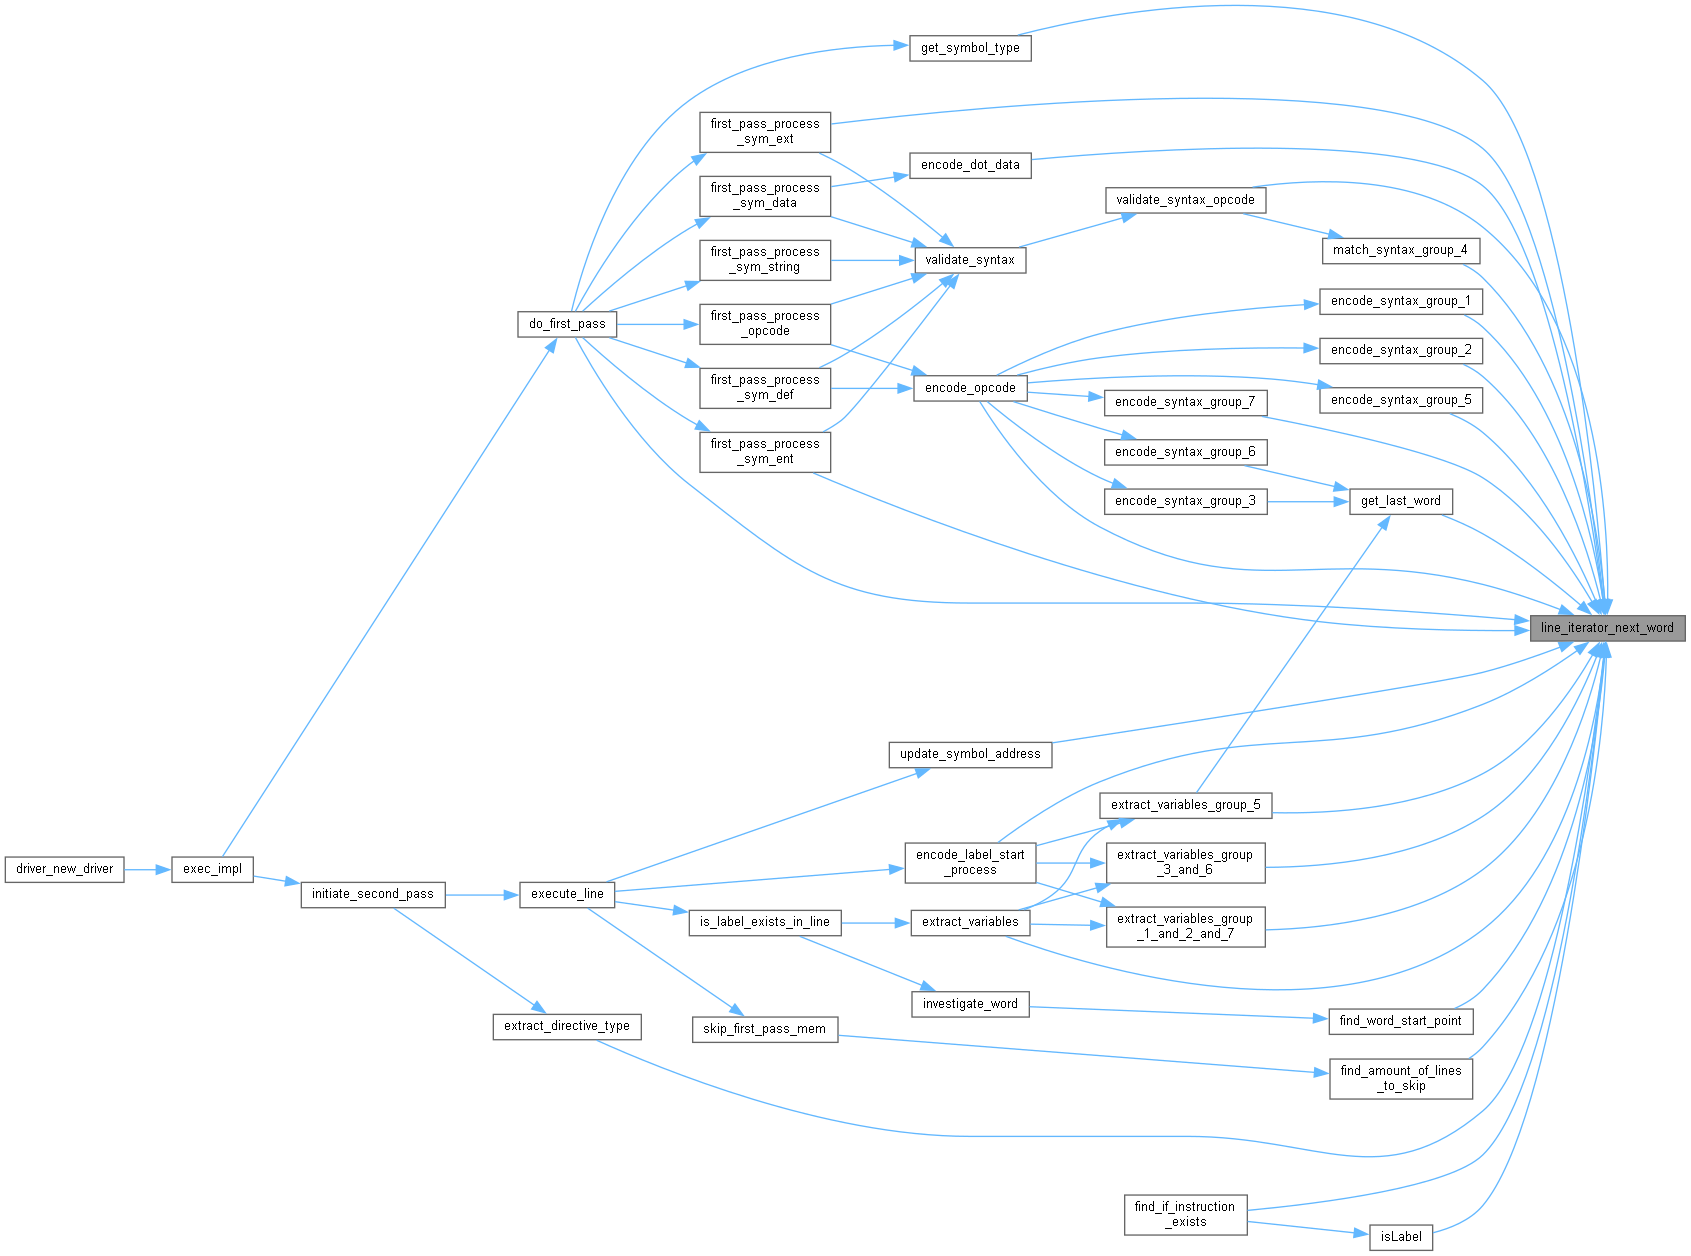 get_symbol_type
first_pass_process
_sym_ext
encode_dot_data
first_pass_process
_sym_data
validate_syntax_opcode
first_pass_process
_sym_string
validate_syntax
match_syntax_group_4
encode_syntax_group_1
first_pass_process
_opcode
do_first_pass
encode_syntax_group_2
first_pass_process
_sym_def
encode_opcode
encode_syntax_group_7
encode_syntax_group_5
first_pass_process
_sym_ent
encode_syntax_group_6
encode_syntax_group_3
get_last_word
line_iterator_next_word
update_symbol_address
extract_variables_group_5
driver_new_driver
exec_impl
encode_label_start
_process
extract_variables_group
_3_and_6
initiate_second_pass
execute_line
is_label_exists_in_line
extract_variables
extract_variables_group
_1_and_2_and_7
investigate_word
extract_directive_type
skip_first_pass_mem
find_word_start_point
find_amount_of_lines
_to_skip
find_if_instruction
_exists
isLabel